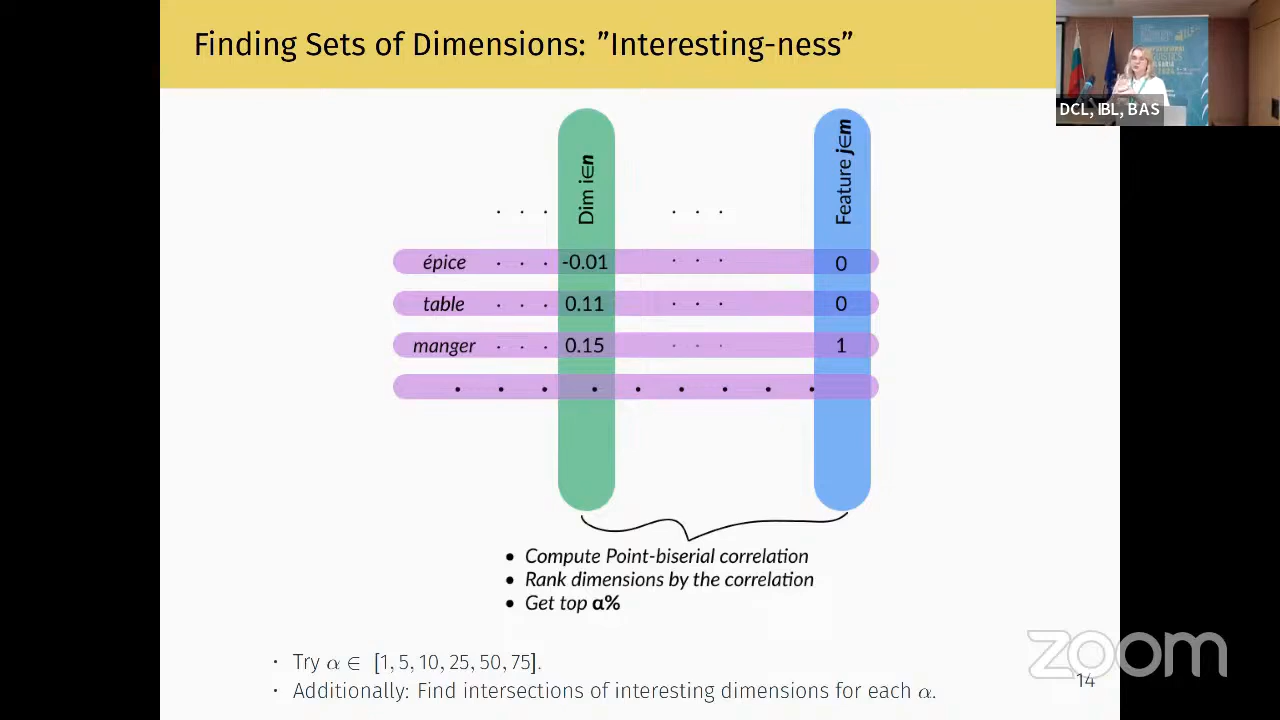 Finding Sets of Dimensions: ”Interesting-ness”
DCL, IBL, BAS
Dim i∈n
Feature j∈m
. . . . . .
épice . . . -0.01 . . . 0
table . . . 0.11 . . . 0
manger . . . 0.15 . . . 1
. . . . . . . . .
• Compute Point-biserial correlation
• Rank dimensions by the correlation
• Get top α%
· Try α ∈ [1, 5, 10, 25, 50, 75].
· Additionally: Find intersections of interesting dimensions for each α.
zoom
14